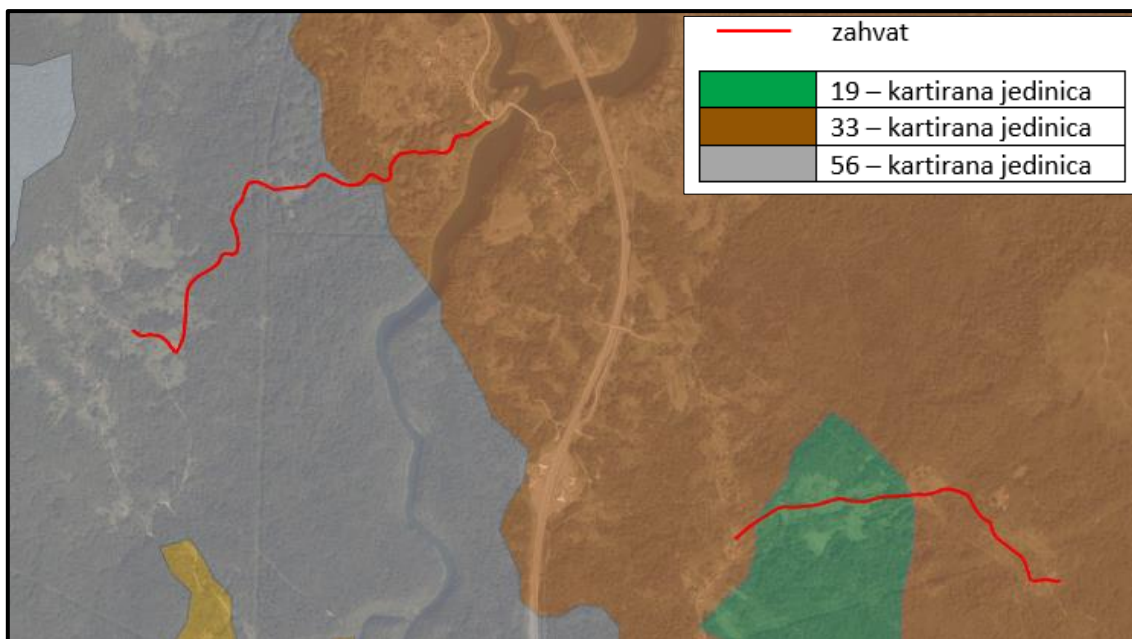 zahvat
19 – kartirana jedinica
33 – kartirana jedinica
56 – kartirana jedinica